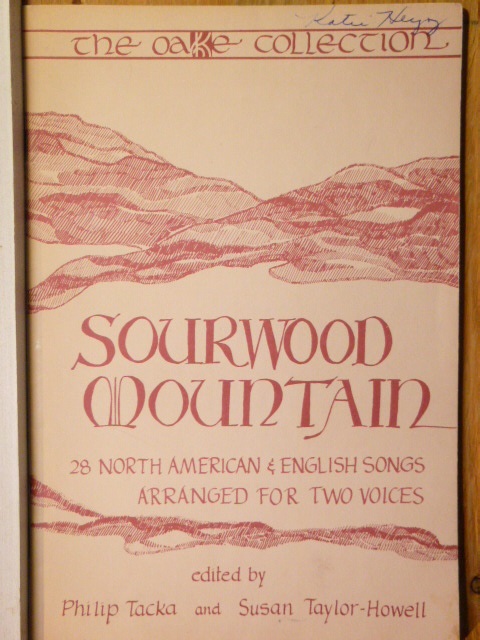 Katie
the OAKE COLLECTION
SOURWOOD
MOUNTAIN
28 NORTH AMERICAN & ENGLISH SONGS
ARRANGED FOR TWO VOICES
edited by
Philip Tacka and Susan Taylor-Howell